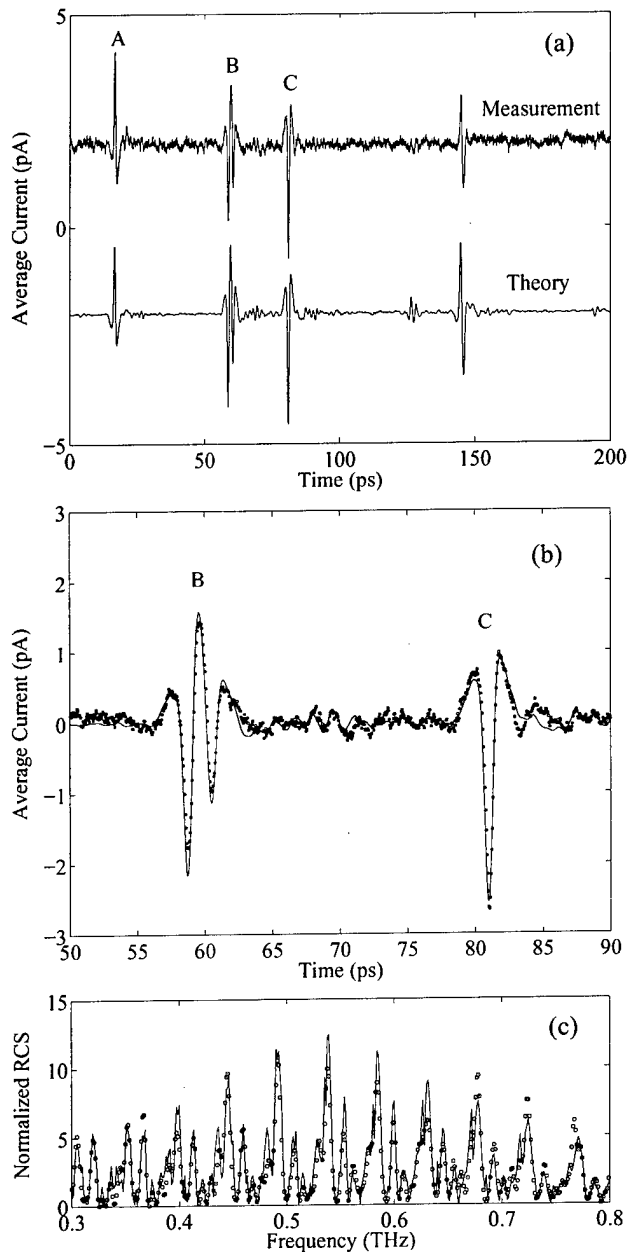 (a)
A
B
C
Measurement
Theory
Average Current (pA)
5
0
−5
0
50
100
150
200
Time (ps)
(b)
B
C
Average Current (pA)
3
2
1
0
−1
−2
−3
50
55
60
65
70
75
80
85
90
Time (ps)
(c)
Normalized RCS
15
10
5
0
0.3
0.4
0.5
0.6
0.7
0.8
Frequency (THz)